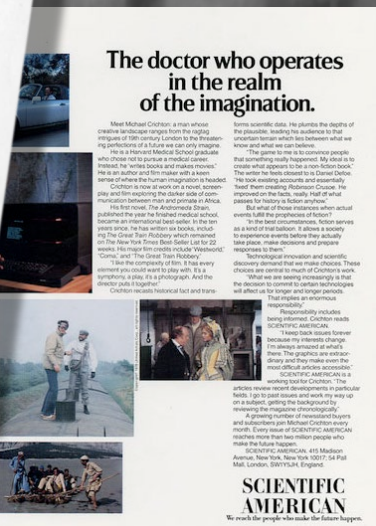 The doctor who operates
in the realm
of the imagination.
Meet Michael Crichton: a man whose
creative landscape ranges from the ragtag
intrigues of 19th century London to the threaten-
ing perfections of a future we can only imagine.
He is a Harvard Medical School graduate
who chose not to pursue a medical career.
Instead, he "writes books and makes movies."
He is an author and film maker with a keen
sense of where the human imagination is headed.
Crichton is now at work on a novel, screen-
play and film exploring the darker side of com-
munication between man and primate in Africa.
His first novel, The Andromeda Strain,
published the year he finished medical school,
became an international best-seller. In the ten
years since, he has written six books, includ-
ing The Great Train Robbery which remained
on The New York Times Best-Seller List for 22
weeks. His major film credits include "Westworld,"
"Coma," and "The Great Train Robbery."
"I like the complexity of film. It has every
element you could want to play with. It's a
symphony, a play, it's a photograph. And the
director puts it together."
Crichton recasts historical fact and trans-
forms scientific data. He plumbs the depths of
the plausible, leading his audience to that
uncertain terrain which lies between what we
know and what we can believe.
"The game to me is to convince people
that something really happened. My ideal is to
create what appears to be a non-fiction book."
The writer he feels closest to is Daniel Defoe.
"He took existing accounts and essentially
'fixed' them creating Robinson Crusoe. He
improved on the facts, really. Half of what
passes for history is fiction anyhow."
But what of those instances when actual
events fulfill the prophecies of fiction?
"In the best circumstances, fiction serves
as a kind of trial balloon. It allows a society
to experience events before they actually
take place, make decisions and prepare
responses to them."
Technological innovation and scientific
discovery demand that we make choices. These
choices are central to much of Crichton's work.
"What we are seeing increasingly is that
the decision to commit to certain technologies
will affect us for longer and longer periods.
That implies an enormous
responsibility."
Responsibility includes
being informed. Crichton reads
SCIENTIFIC AMERICAN.
"I keep back issues forever
because my interests change.
I'm always amazed at what's
there. The graphics are extraor-
dinary and they make even the
most difficult articles accessible."
SCIENTIFIC AMERICAN is a
working tool for Crichton. "The
articles review recent developments in particular
fields. I go to past issues and work my way up
on a subject, getting the background by
reviewing the magazine chronologically."
A growing number of newsstand buyers
and subscribers join Michael Crichton every
month. Every issue of SCIENTIFIC AMERICAN
reaches more than two million people who
make the future happen.
SCIENTIFIC AMERICAN, 415 Madison
Avenue, New York, New York 10017; 54 Pall
Mall, London, SW1Y5JH, England.
SCIENTIFIC
AMERICAN
We reach the people who make the future happen.